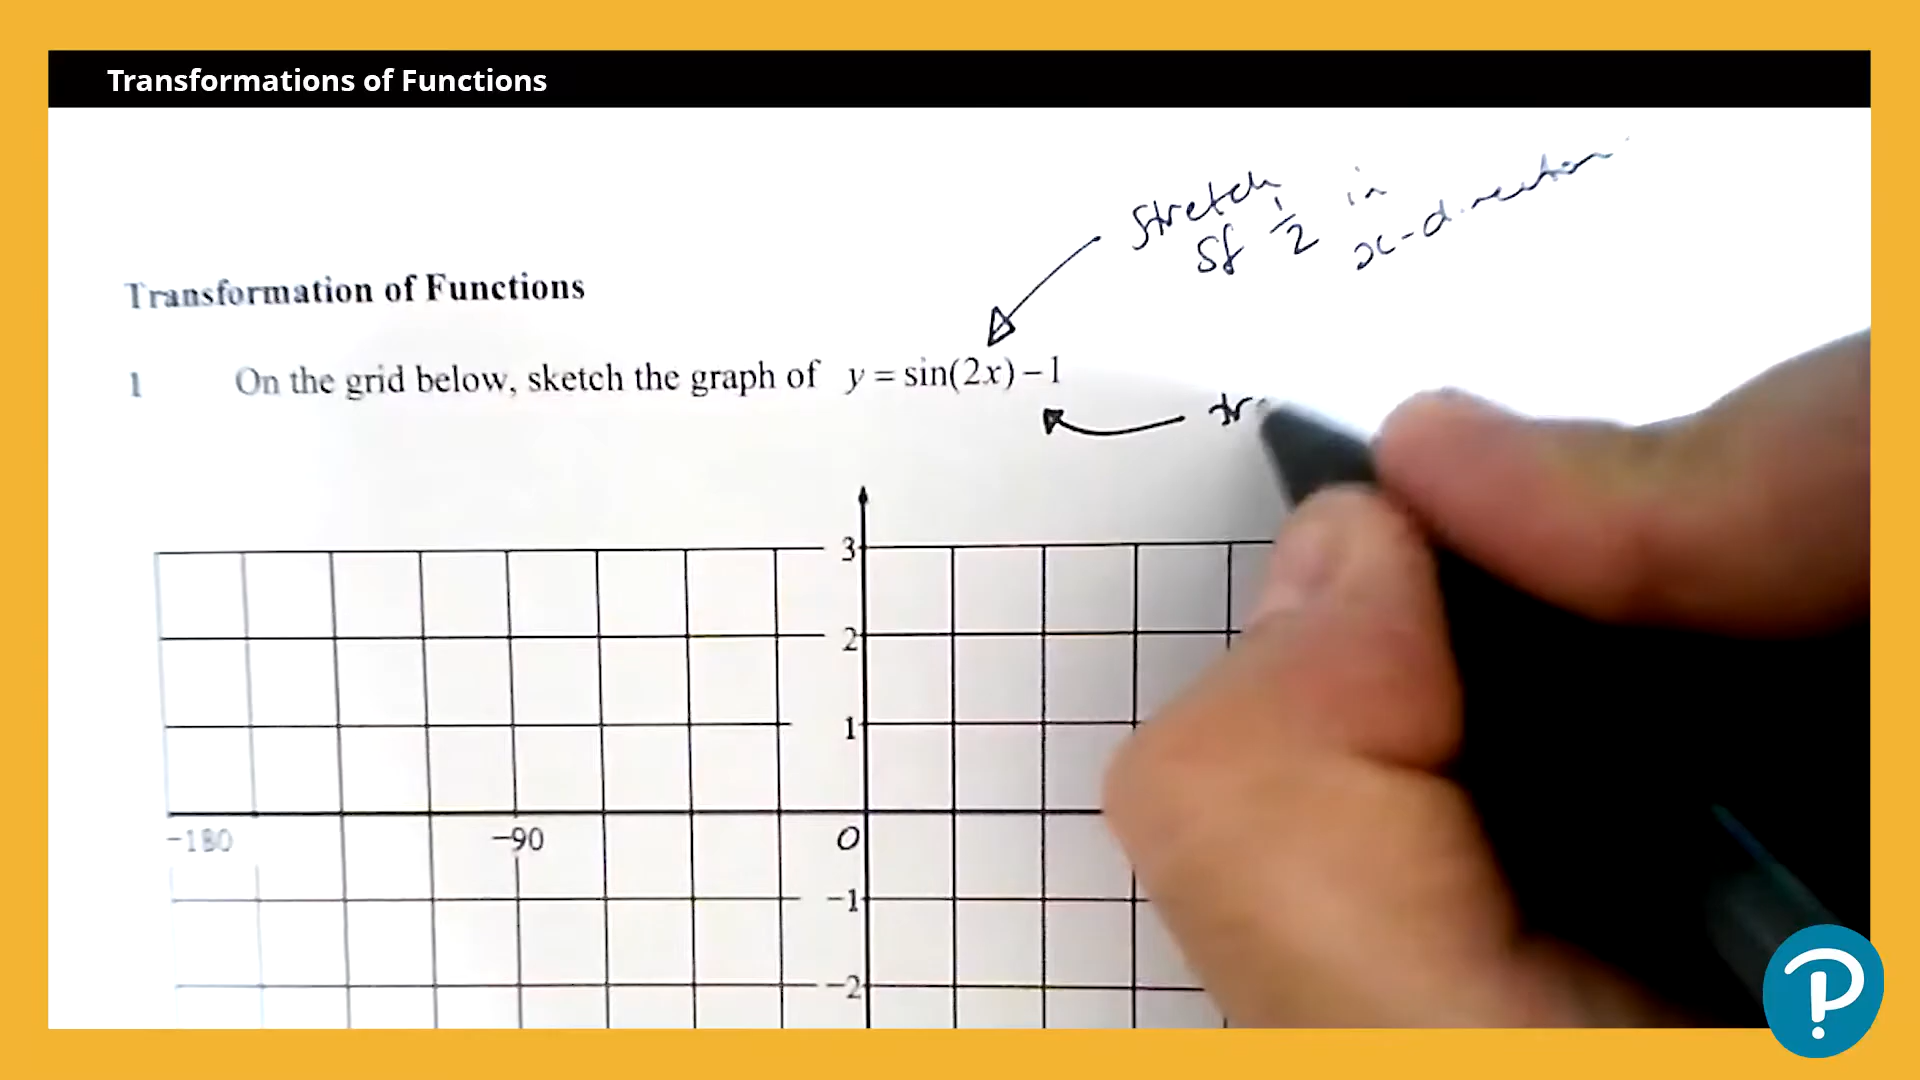 Transformations of Functions
Stretch
Sf 1/2 in
x-direction
Transformation of Functions
1 On the grid below, sketch the graph of y = sin(2x) – 1
tr
3
2
1
-180 -90 O
-1
-2